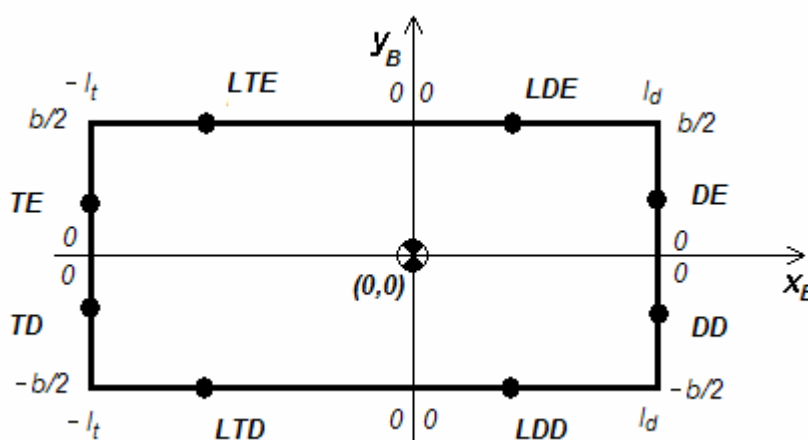 y_B
– l_t LTE 0 0 LDE l_d
b/2 b/2
TE DE
0 0
0 (0,0) 0 x_B
TD DD
– b/2 – b/2
– l_t LTD 0 0 LDD l_d